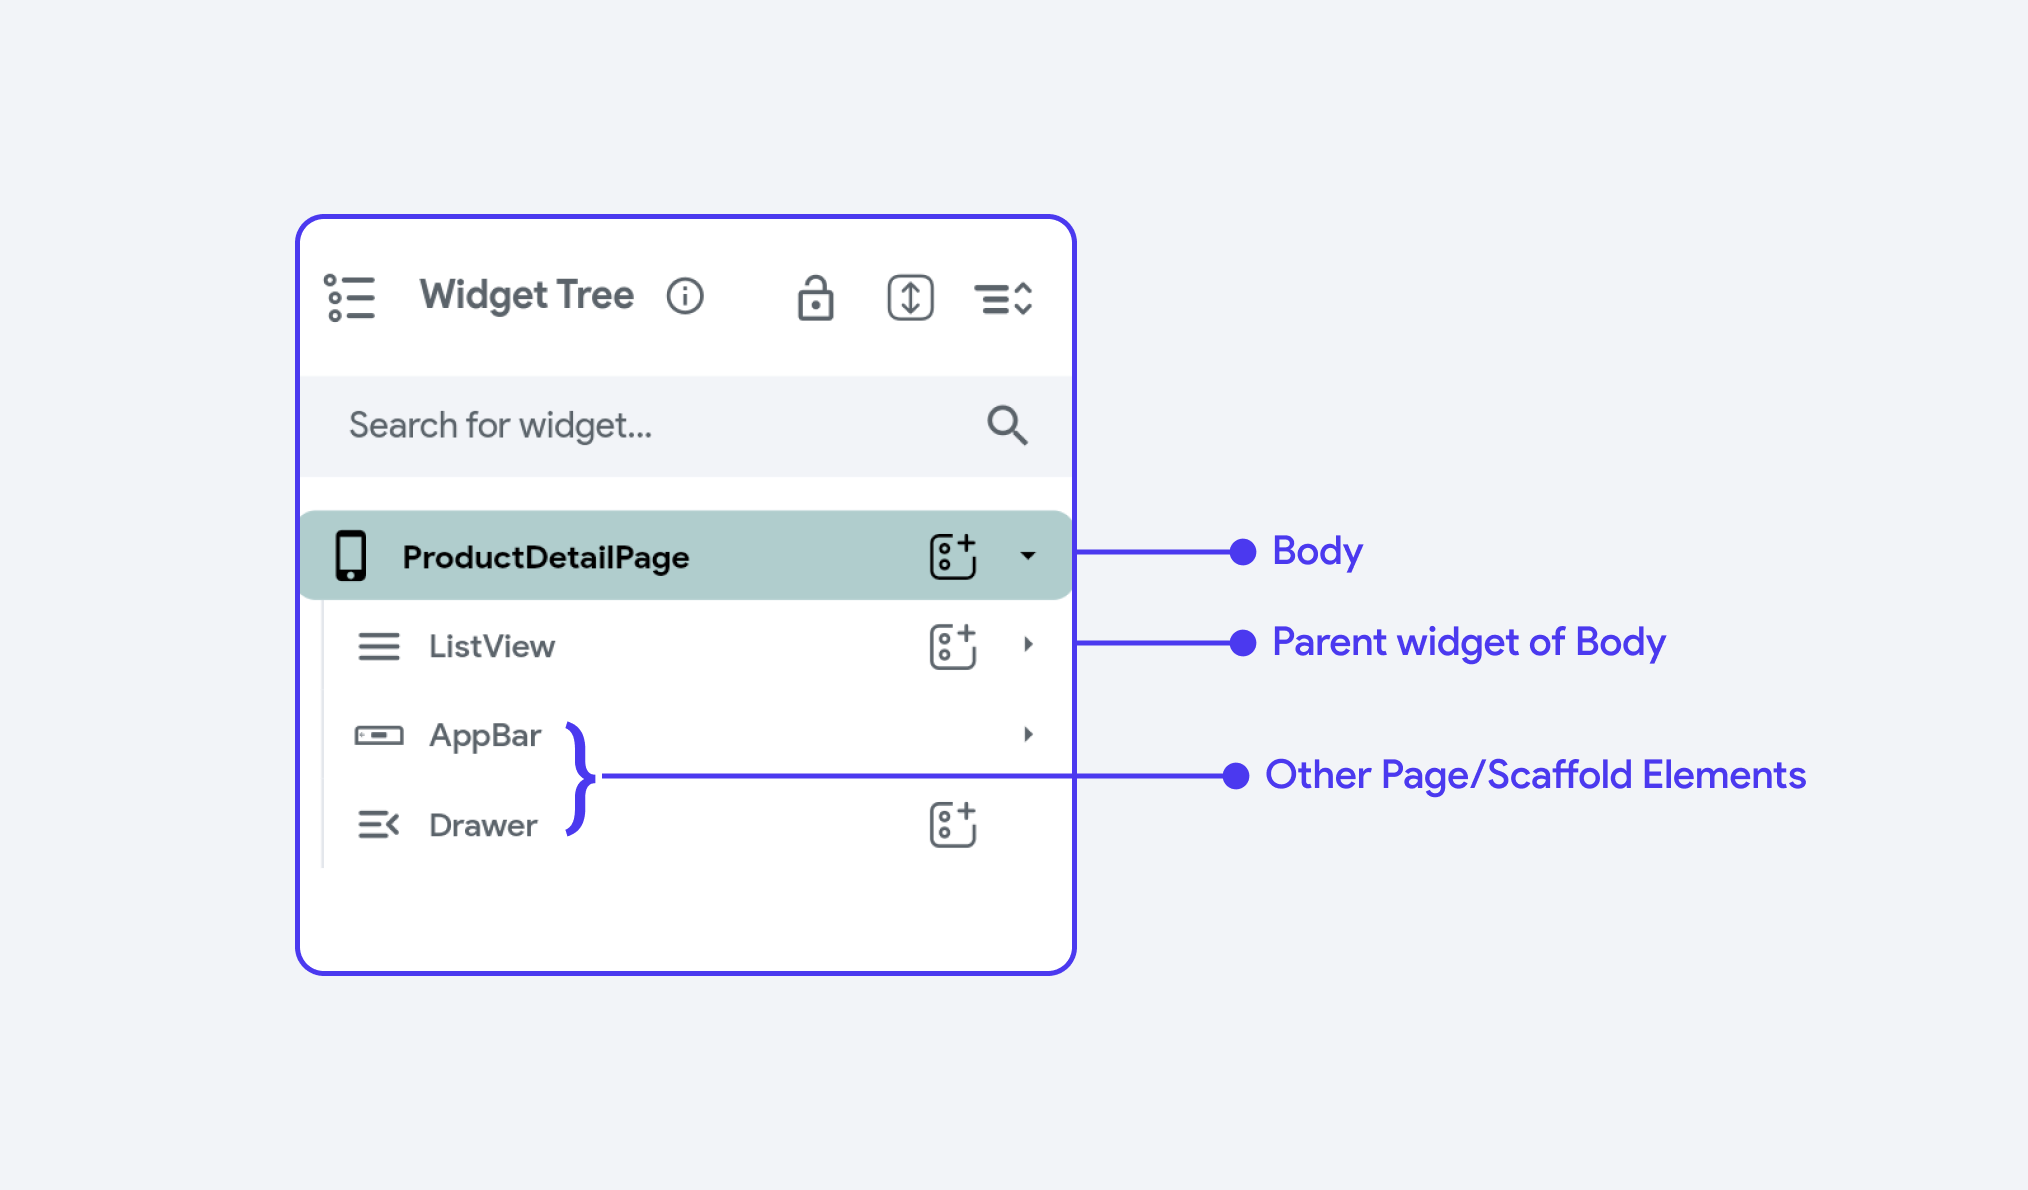 Widget Tree
Search for widget...
ProductDetailPage
Body
ListView
Parent widget of Body
AppBar
Other Page/Scaffold Elements
Drawer